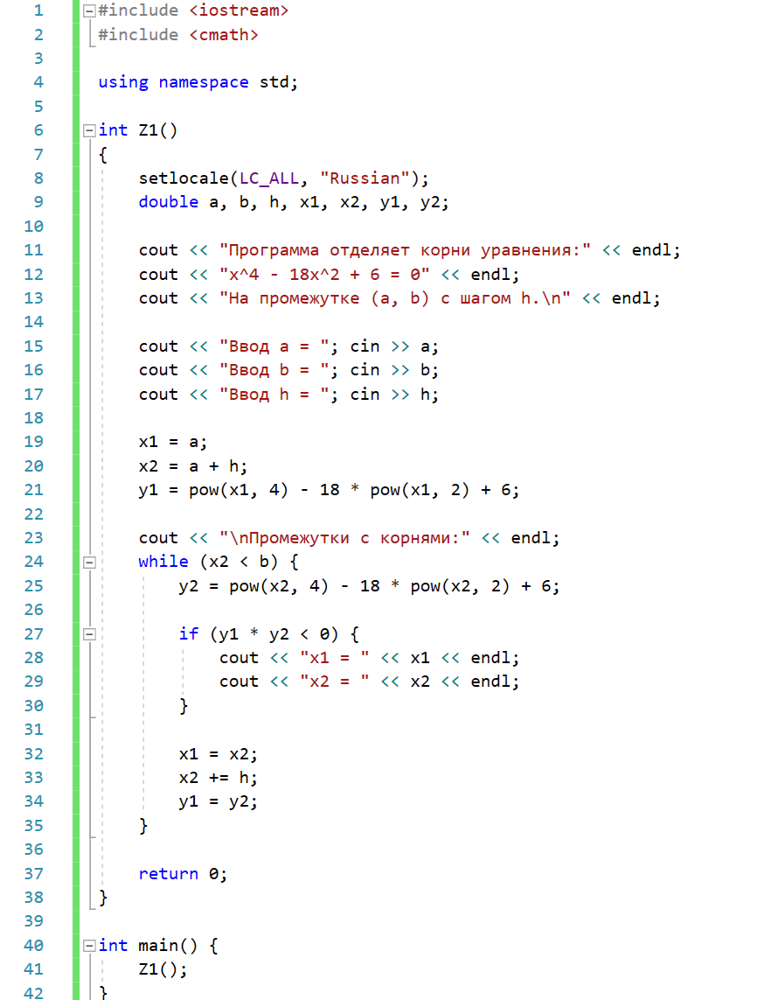 1 #include <iostream>
2 #include <cmath>
3
4 using namespace std;
5
6 int Z1()
7 {
8 setlocale(LC_ALL, "Russian");
9 double a, b, h, x1, x2, y1, y2;
10
11 cout << "Программа отделяет корни уравнения:" << endl;
12 cout << "x^4 - 18x^2 + 6 = 0" << endl;
13 cout << "На промежутке (a, b) с шагом h.\n" << endl;
14
15 cout << "Ввод a = "; cin >> a;
16 cout << "Ввод b = "; cin >> b;
17 cout << "Ввод h = "; cin >> h;
18
19 x1 = a;
20 x2 = a + h;
21 y1 = pow(x1, 4) - 18 * pow(x1, 2) + 6;
22
23 cout << "\nПромежутки с корнями:" << endl;
24 while (x2 < b) {
25 y2 = pow(x2, 4) - 18 * pow(x2, 2) + 6;
26
27 if (y1 * y2 < 0) {
28 cout << "x1 = " << x1 << endl;
29 cout << "x2 = " << x2 << endl;
30 }
31
32 x1 = x2;
33 x2 += h;
34 y1 = y2;
35 }
36
37 return 0;
38 }
39
40 int main() {
41 Z1();
42 }